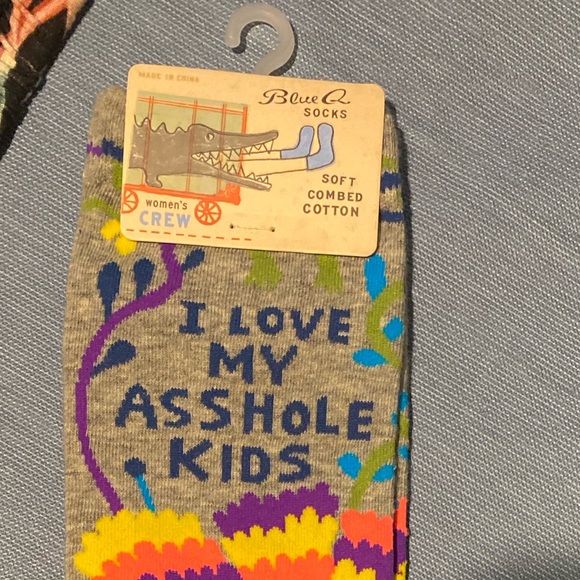 MADE IN CHINA
Blue Q.
SOCKS
SOFT
COMBED
COTTON
women's
CREW
I LOVE
MY
ASSHOLE
KIDS